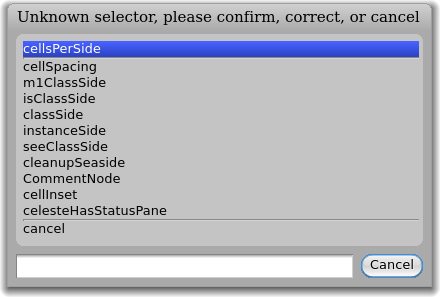 Unknown selector, please confirm, correct, or cancel
cellsPerSide
cellSpacing
m1ClassSide
isClassSide
classSide
instanceSide
seeClassSide
cleanupSeaside
CommentNode
cellInset
celesteHasStatusPane
cancel
Cancel